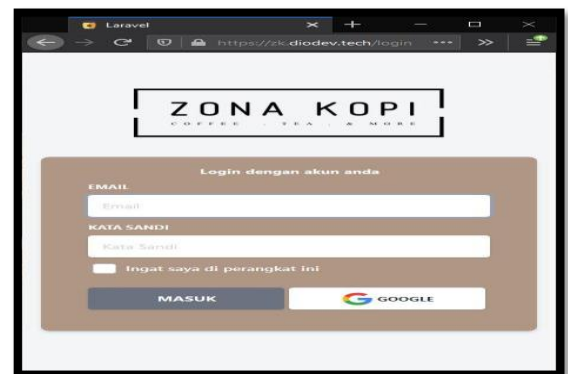 Laravel
https://zk.diodev.tech/login
ZONA KOPI
COFFEE . TEA . & MORE
Login dengan akun anda
EMAIL
Email
KATA SANDI
Kata Sandi
Ingat saya di perangkat ini
MASUK
GOOGLE